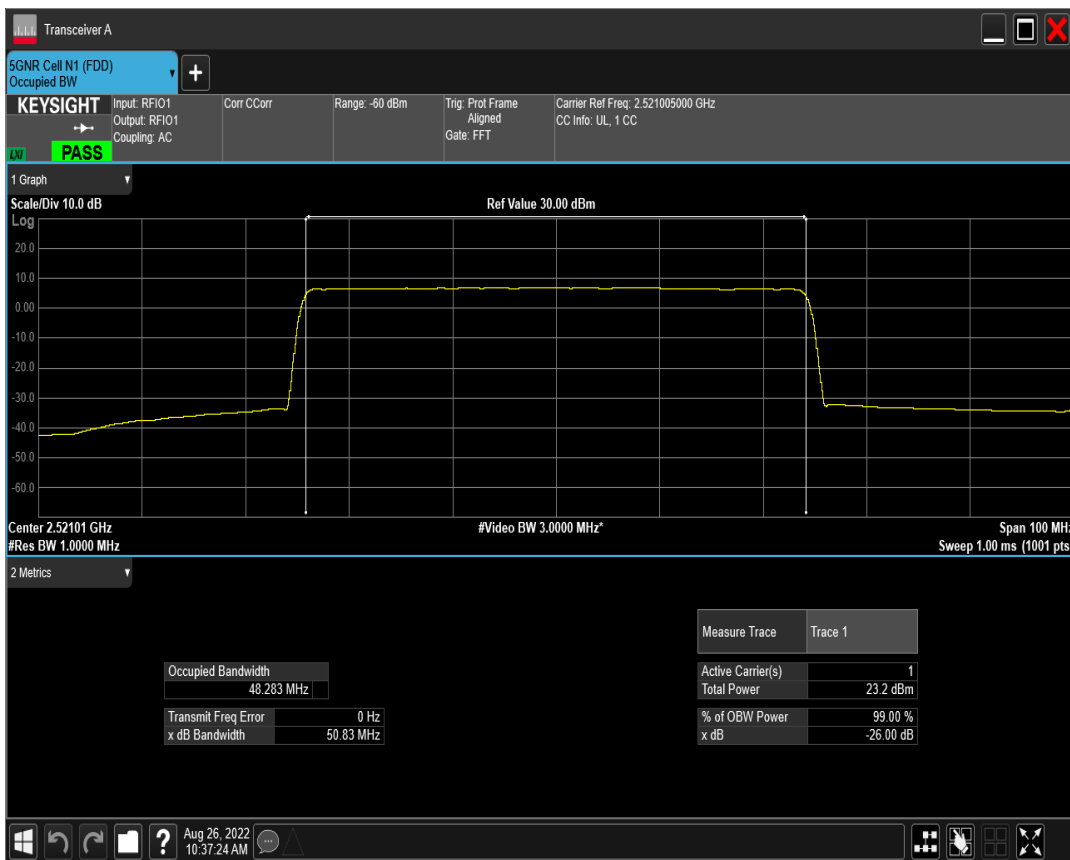 Transceiver A
5GNR Cell N1 (FDD)
Occupied BW
KEYSIGHT
LXI
PASS
Input: RFIO1
Output: RFIO1
Coupling: AC
Corr CCorr
Range: -60 dBm
Trig: Prot Frame
Aligned
Gate: FFT
Carrier Ref Freq: 2.521005000 GHz
CC Info: UL, 1 CC
1 Graph
Scale/Div 10.0 dB
Ref Value 30.00 dBm
Log
20.0
10.0
0.00
-10.0
-20.0
-30.0
-40.0
-50.0
-60.0
Center 2.52101 GHz
#Video BW 3.0000 MHz*
Span 100 MHz
#Res BW 1.0000 MHz
Sweep 1.00 ms (1001 pts
2 Metrics
Measure Trace Trace 1
Occupied Bandwidth
48.283 MHz
Active Carrier(s) 1
Total Power 23.2 dBm
Transmit Freq Error 0 Hz
x dB Bandwidth 50.83 MHz
% of OBW Power 99.00 %
x dB -26.00 dB
Aug 26, 2022
10:37:24 AM